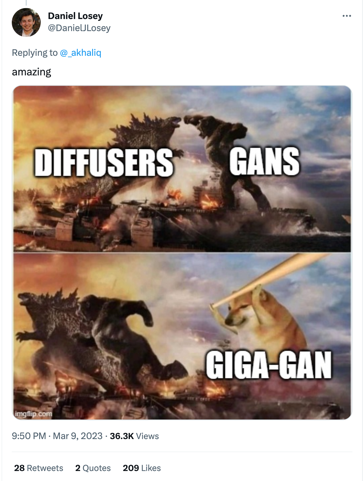 Daniel Losey
@DanielJLosey
Replying to @_akhaliq
amazing
DIFFUSERS GANS
GIGA-GAN
imgflip.com
9:50 PM · Mar 9, 2023 · 36.3K Views
28 Retweets 2 Quotes 209 Likes